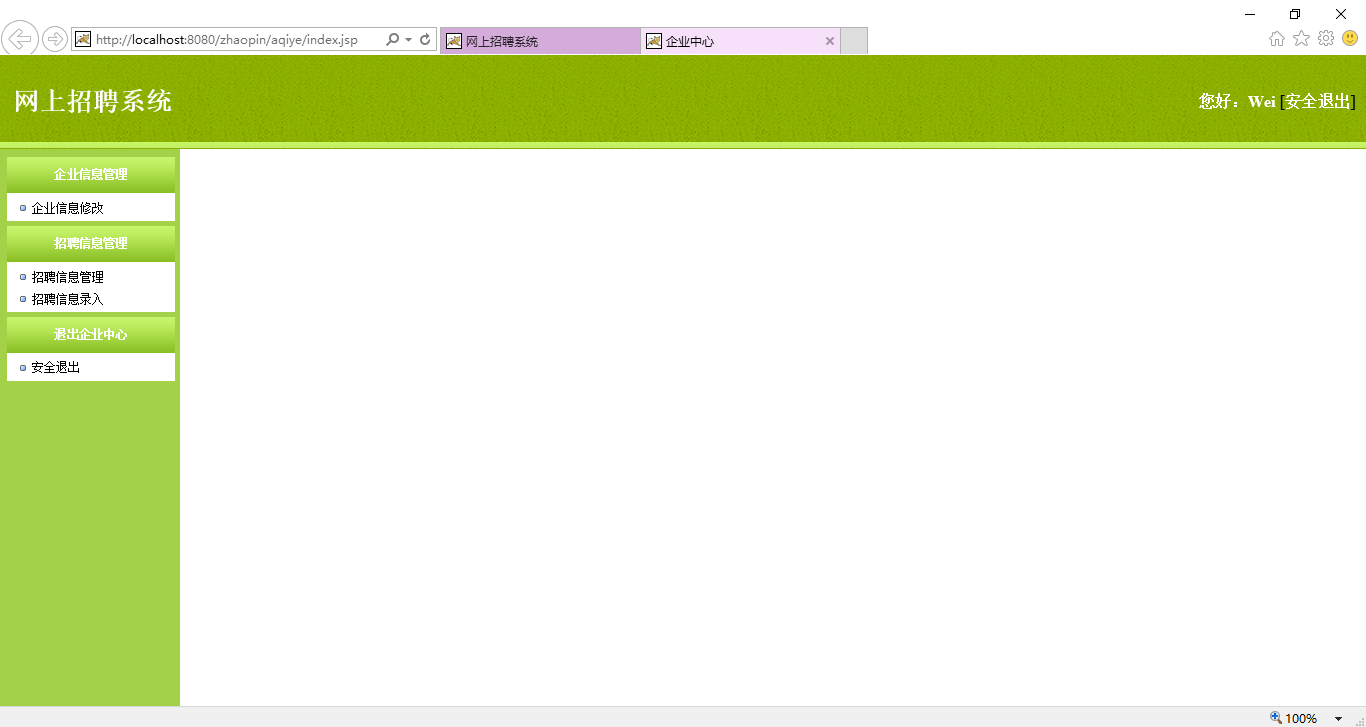 http://localhost:8080/zhaopin/aqiye/index.jsp
网上招聘系统
企业中心
网上招聘系统
您好：Wei [安全退出]
企业信息管理
企业信息修改
招聘信息管理
招聘信息管理
招聘信息录入
退出企业中心
安全退出
100%